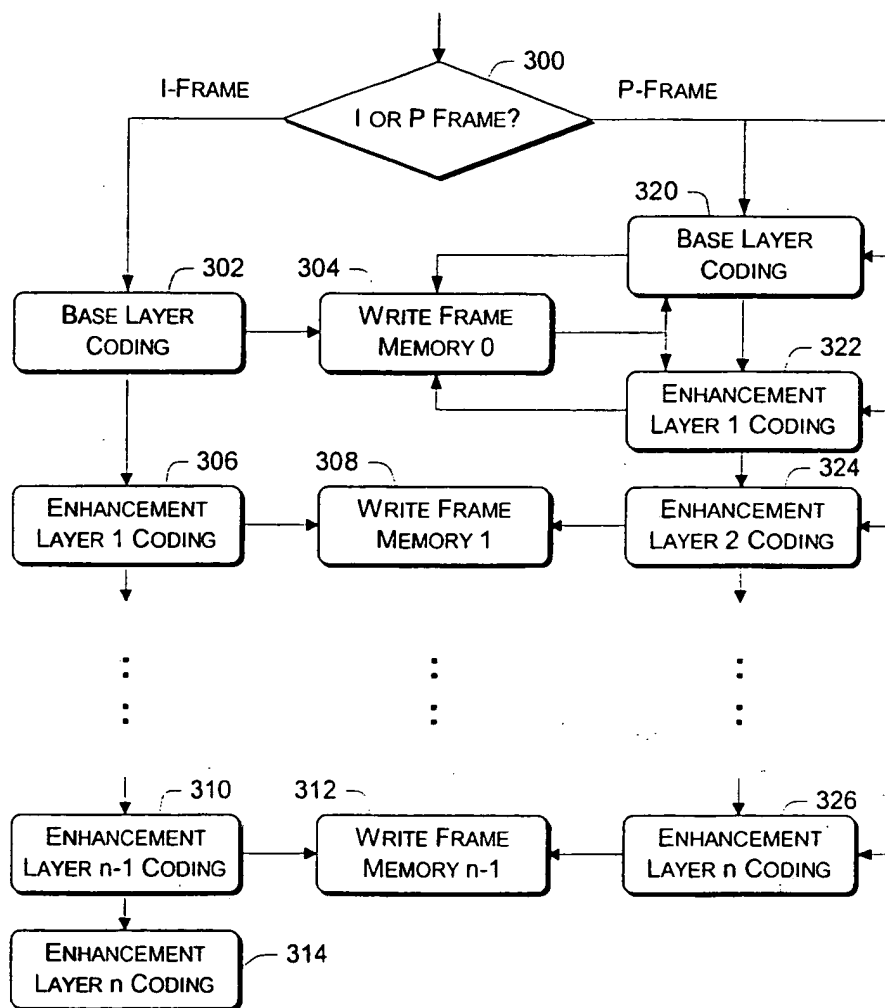 300
I-FRAME
P-FRAME
I OR P FRAME?
320
BASE LAYER
CODING
302
304
BASE LAYER
CODING
WRITE FRAME
MEMORY 0
322
ENHANCEMENT
LAYER 1 CODING
306
308
324
ENHANCEMENT
LAYER 1 CODING
WRITE FRAME
MEMORY 1
ENHANCEMENT
LAYER 2 CODING
310
312
326
ENHANCEMENT
LAYER n-1 CODING
WRITE FRAME
MEMORY n-1
ENHANCEMENT
LAYER n CODING
ENHANCEMENT
LAYER n CODING
314